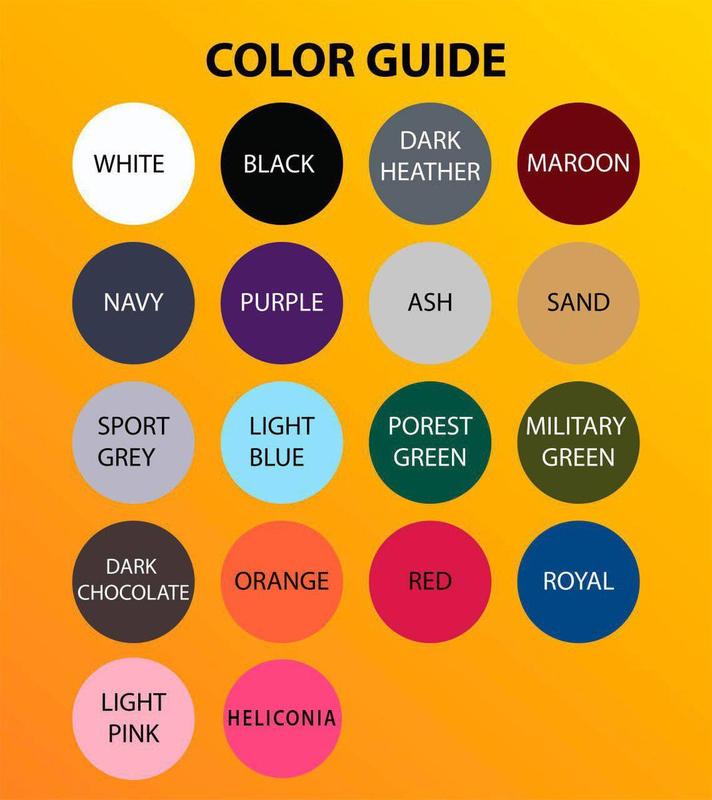 COLOR GUIDE
WHITE
BLACK
DARK
HEATHER
MAROON
NAVY
PURPLE
ASH
SAND
SPORT
GREY
LIGHT
BLUE
POREST
GREEN
MILITARY
GREEN
DARK
CHOCOLATE
ORANGE
RED
ROYAL
LIGHT
PINK
HELICONIA